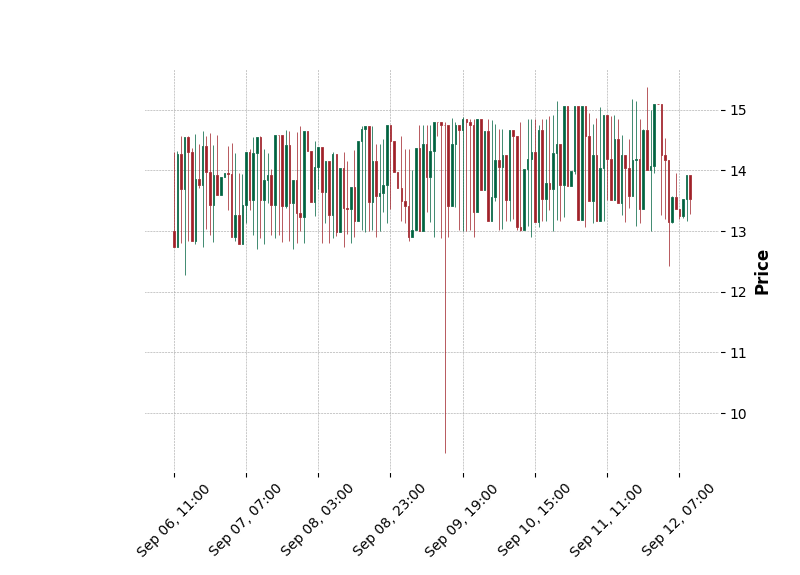 15
14
13
12
11
10
Price
Sep 06, 11:00
Sep 07, 07:00
Sep 08, 03:00
Sep 08, 23:00
Sep 09, 19:00
Sep 10, 15:00
Sep 11, 11:00
Sep 12, 07:00